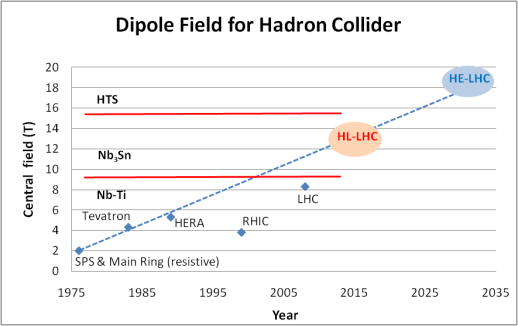 Dipole Field for Hadron Collider
20
18
16
14
12
10
8
6
4
2
0
Central field (T)
HTS
Nb3Sn
Nb-Ti
Tevatron
HERA
RHIC
LHC
HL-LHC
HE-LHC
SPS & Main Ring (resistive)
1975 1985 1995 2005 2015 2025 2035
Year